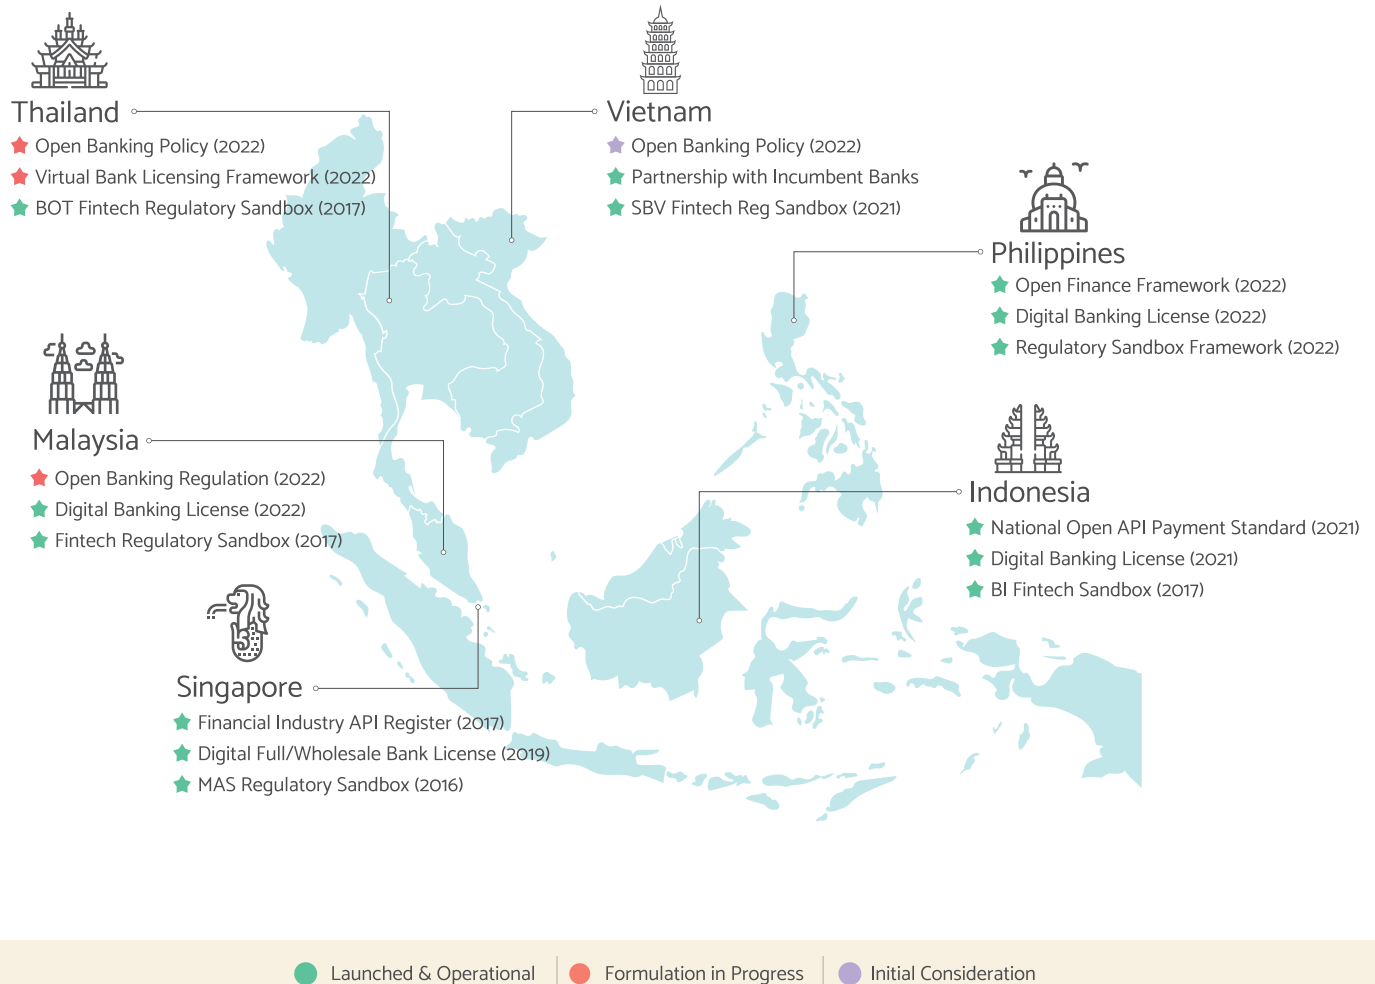 Thailand
Open Banking Policy (2022)
Virtual Bank Licensing Framework (2022)
BOT Fintech Regulatory Sandbox (2017)
Vietnam
Open Banking Policy (2022)
Partnership with Incumbent Banks
SBV Fintech Reg Sandbox (2021)
Philippines
Open Finance Framework (2022)
Digital Banking License (2022)
Regulatory Sandbox Framework (2022)
Malaysia
Open Banking Regulation (2022)
Digital Banking License (2022)
Fintech Regulatory Sandbox (2017)
Indonesia
National Open API Payment Standard (2021)
Digital Banking License (2021)
BI Fintech Sandbox (2017)
Singapore
Financial Industry API Register (2017)
Digital Full/Wholesale Bank License (2019)
MAS Regulatory Sandbox (2016)
Launched & Operational
Formulation in Progress
Initial Consideration